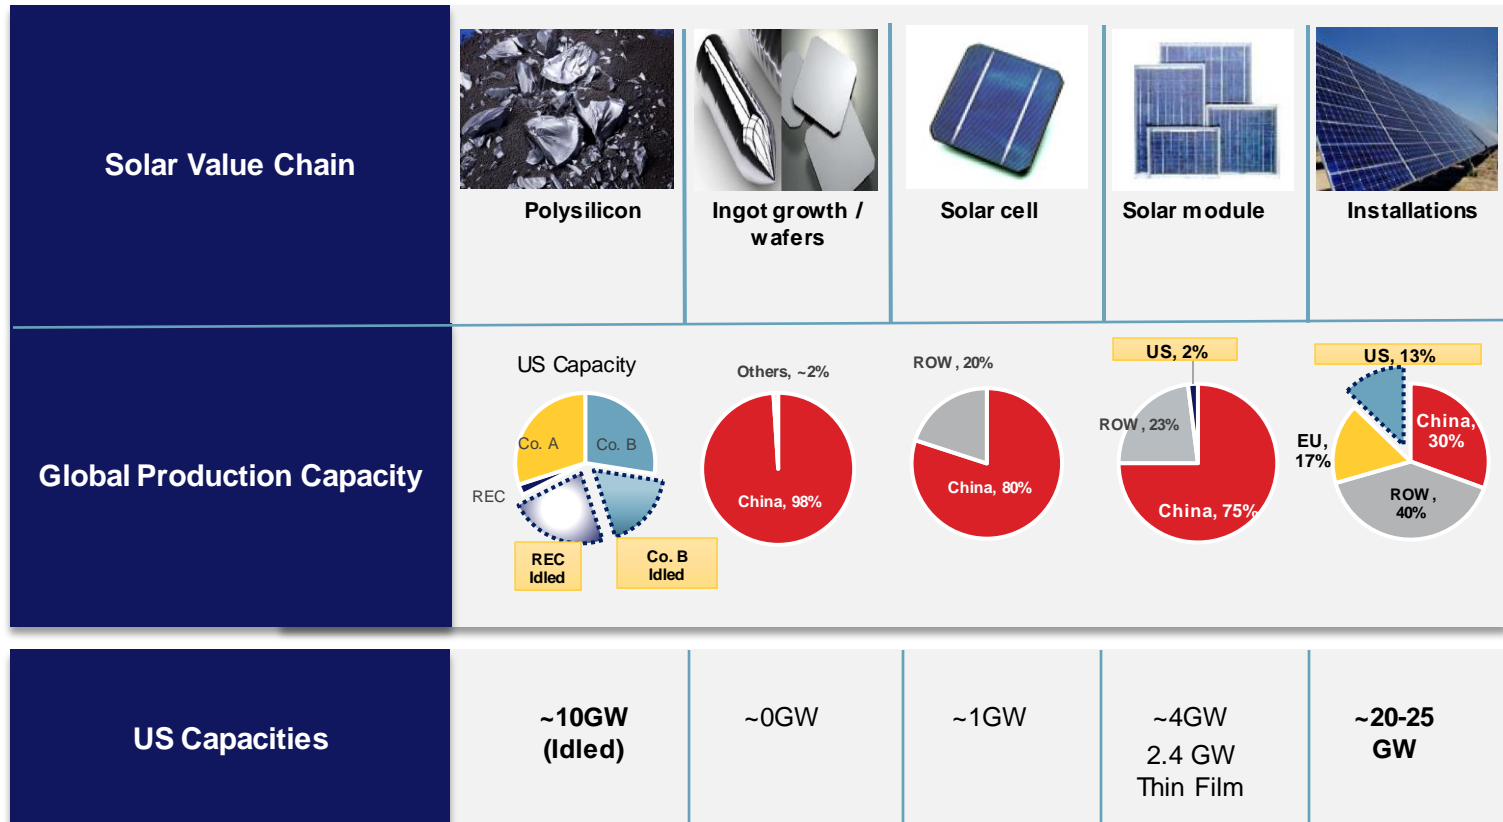 Solar Value Chain
Polysilicon
Ingot growth /
wafers
Solar cell
Solar module
Installations
Global Production Capacity
US Capacity
Co. A
Co. B
REC
REC
Idled
Co. B
Idled
Others, ~2%
China, 98%
ROW, 20%
China, 80%
US, 2%
ROW, 23%
China, 75%
US, 13%
China,
30%
EU,
17%
ROW,
40%
US Capacities
~10GW
(Idled)
~0GW
~1GW
~4GW
2.4 GW
Thin Film
~20-25
GW